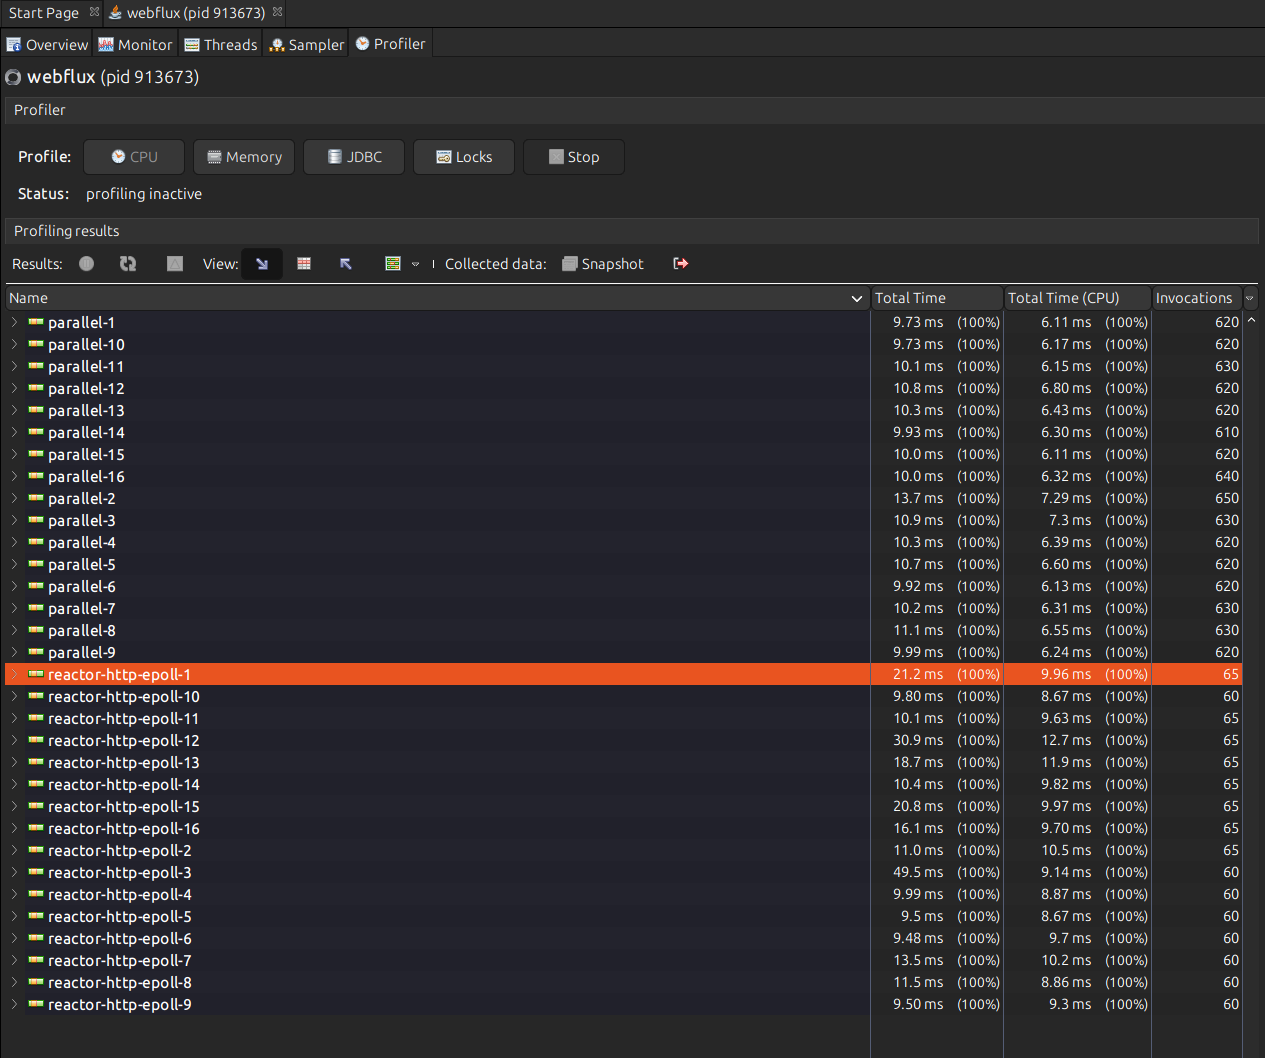 Start Page webflux (pid 913673)
Overview Monitor Threads Sampler Profiler
webflux (pid 913673)
Profiler
Profile: CPU Memory JDBC Locks Stop
Status: profiling inactive
Profiling results
Results: View: Collected data: Snapshot
Name Total Time Total Time (CPU) Invocations
parallel-1 9.73 ms (100%) 6.11 ms (100%) 620
parallel-10 9.73 ms (100%) 6.17 ms (100%) 620
parallel-11 10.1 ms (100%) 6.15 ms (100%) 630
parallel-12 10.8 ms (100%) 6.80 ms (100%) 620
parallel-13 10.3 ms (100%) 6.43 ms (100%) 620
parallel-14 9.93 ms (100%) 6.30 ms (100%) 610
parallel-15 10.0 ms (100%) 6.11 ms (100%) 620
parallel-16 10.0 ms (100%) 6.32 ms (100%) 640
parallel-2 13.7 ms (100%) 7.29 ms (100%) 650
parallel-3 10.9 ms (100%) 7.3 ms (100%) 630
parallel-4 10.3 ms (100%) 6.39 ms (100%) 620
parallel-5 10.7 ms (100%) 6.60 ms (100%) 620
parallel-6 9.92 ms (100%) 6.13 ms (100%) 620
parallel-7 10.2 ms (100%) 6.31 ms (100%) 630
parallel-8 11.1 ms (100%) 6.55 ms (100%) 630
parallel-9 9.99 ms (100%) 6.24 ms (100%) 620
reactor-http-epoll-1 21.2 ms (100%) 9.96 ms (100%) 65
reactor-http-epoll-10 9.80 ms (100%) 8.67 ms (100%) 60
reactor-http-epoll-11 10.1 ms (100%) 9.63 ms (100%) 65
reactor-http-epoll-12 30.9 ms (100%) 12.7 ms (100%) 65
reactor-http-epoll-13 18.7 ms (100%) 11.9 ms (100%) 65
reactor-http-epoll-14 10.4 ms (100%) 9.82 ms (100%) 65
reactor-http-epoll-15 20.8 ms (100%) 9.97 ms (100%) 65
reactor-http-epoll-16 16.1 ms (100%) 9.70 ms (100%) 65
reactor-http-epoll-2 11.0 ms (100%) 10.5 ms (100%) 65
reactor-http-epoll-3 49.5 ms (100%) 9.14 ms (100%) 60
reactor-http-epoll-4 9.99 ms (100%) 8.87 ms (100%) 60
reactor-http-epoll-5 9.5 ms (100%) 8.67 ms (100%) 60
reactor-http-epoll-6 9.48 ms (100%) 9.7 ms (100%) 60
reactor-http-epoll-7 13.5 ms (100%) 10.2 ms (100%) 60
reactor-http-epoll-8 11.5 ms (100%) 8.86 ms (100%) 60
reactor-http-epoll-9 9.50 ms (100%) 9.3 ms (100%) 60